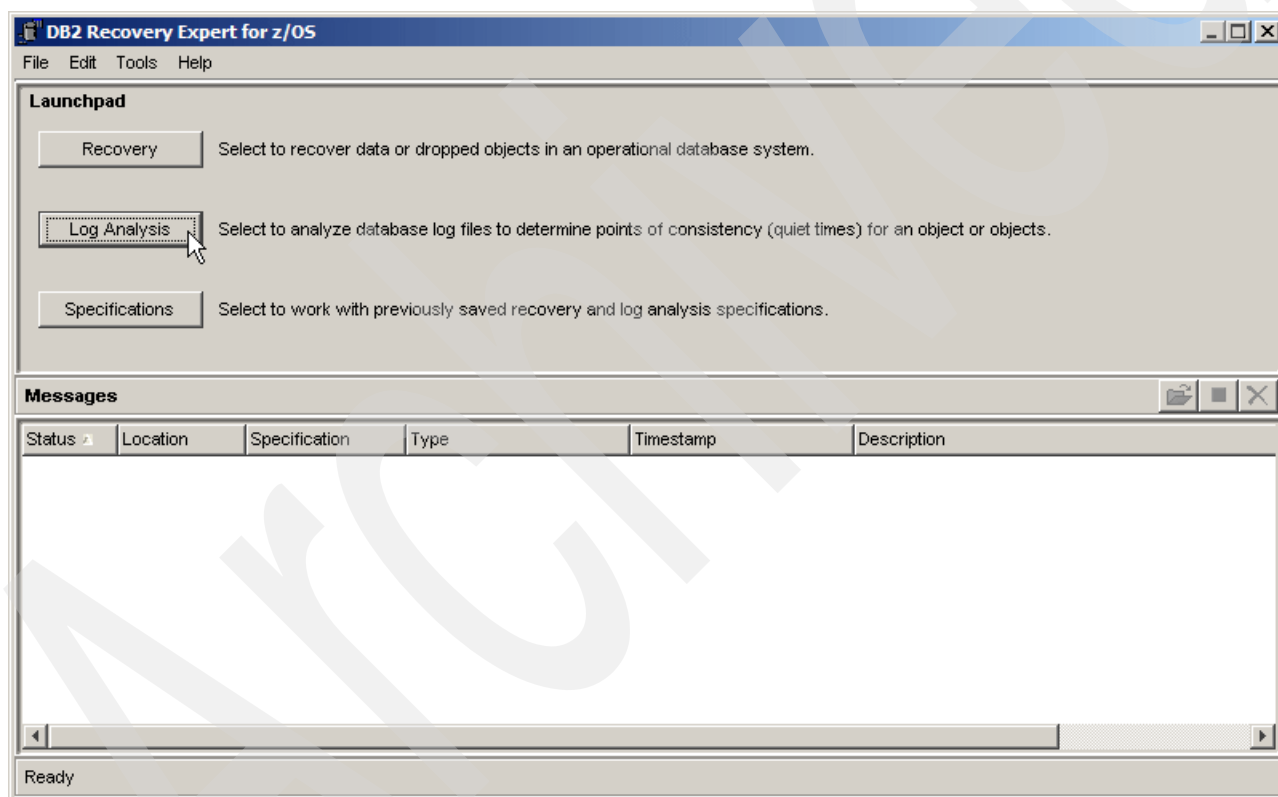 DB2 Recovery Expert for z/OS
File Edit Tools Help
Launchpad
Recovery Select to recover data or dropped objects in an operational database system.
Log Analysis Select to analyze database log files to determine points of consistency (quiet times) for an object or objects.
Specifications Select to work with previously saved recovery and log analysis specifications.
Messages
Status Location Specification Type Timestamp Description
Ready